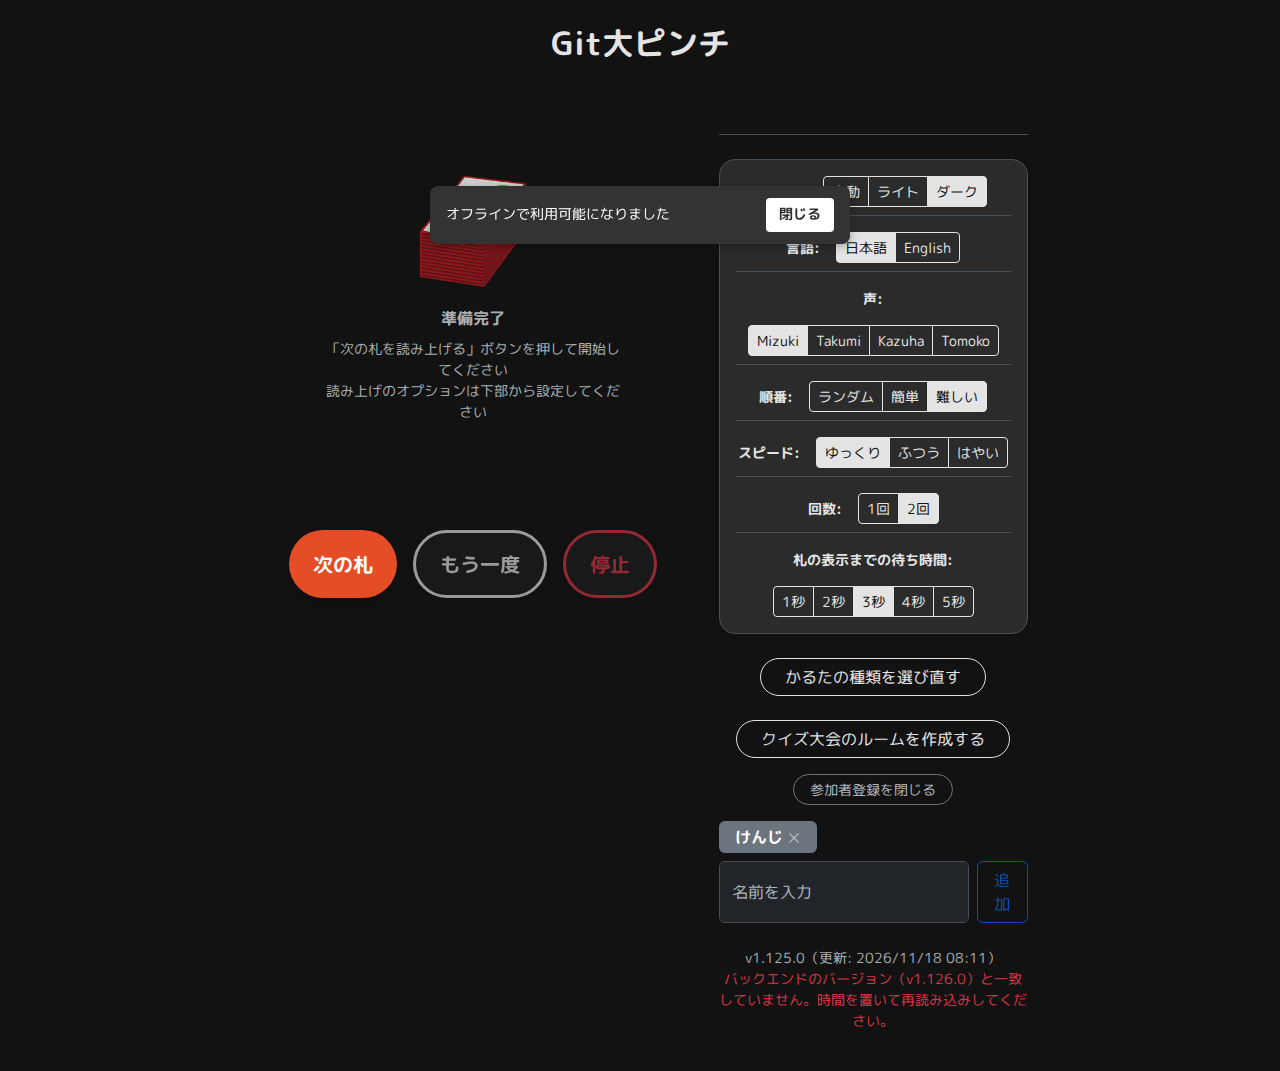 Git大ピンチ
オフラインで利用可能になりました
閉じる
準備完了
「次の札を読み上げる」ボタンを押して開始し
てください
読み上げのオプションは下部から設定してくだ
さい
次の札
もう一度
停止
動 ライト ダーク
言語: 日本語 English
声:
Mizuki Takumi Kazuha Tomoko
順番: ランダム 簡単 難しい
スピード: ゆっくり ふつう はやい
回数: 1回 2回
札の表示までの待ち時間:
1秒 2秒 3秒 4秒 5秒
かるたの種類を選び直す
クイズ大会のルームを作成する
参加者登録を閉じる
けんじ ×
名前を入力
追
加
v1.125.0（更新: 2026/11/18 08:11）
バックエンドのバージョン（v1.126.0）と一致
していません。時間を置いて再読み込みしてくだ
さい。